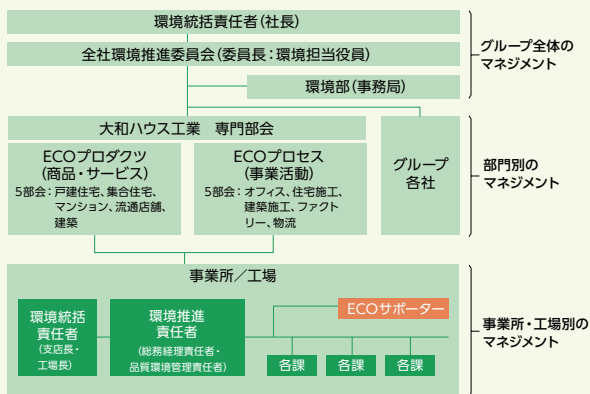 環境統括責任者(社長)
全社環境推進委員会(委員長:環境担当役員)
環境部(事務局)
グループ全体の
マネジメント
大和ハウス工業　専門部会
ECOプロダクツ
(商品・サービス)
5部会:戸建住宅、集合住宅、
マンション、流通店舗、
建築
ECOプロセス
(事業活動)
5部会:オフィス、住宅施工、
建築施工、ファクト
リー、物流
グループ
各社
部門別の
マネジメント
事業所／工場
環境統括
責任者
(支店長・
工場長)
環境推進
責任者
(総務経理責任者・
品質環境管理責任者)
ECOサポーター
各課
各課
各課
事業所・工場別の
マネジメント